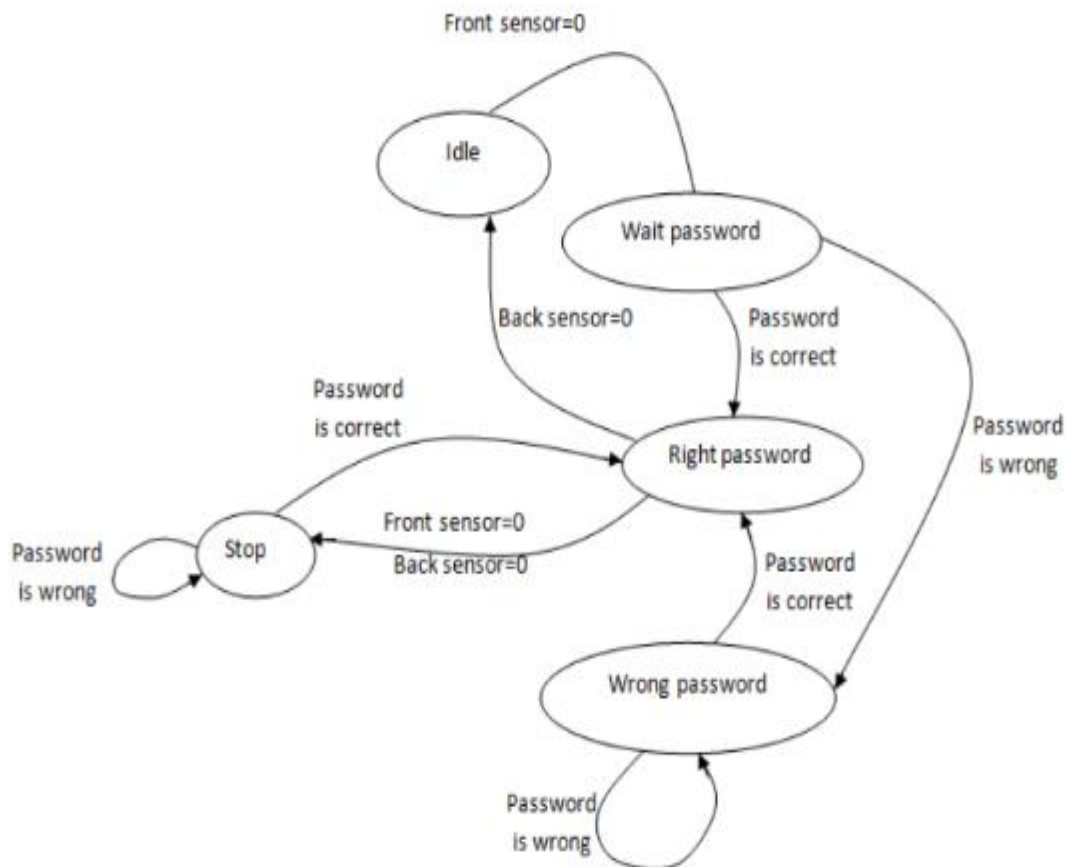 Front sensor=0
Idle
Wait password
Back sensor=0
Password
is correct
Password
is correct
Password
is wrong
Right password
Front sensor=0
Back sensor=0
Stop
Password
is wrong
Password
is correct
Wrong password
Password
is wrong